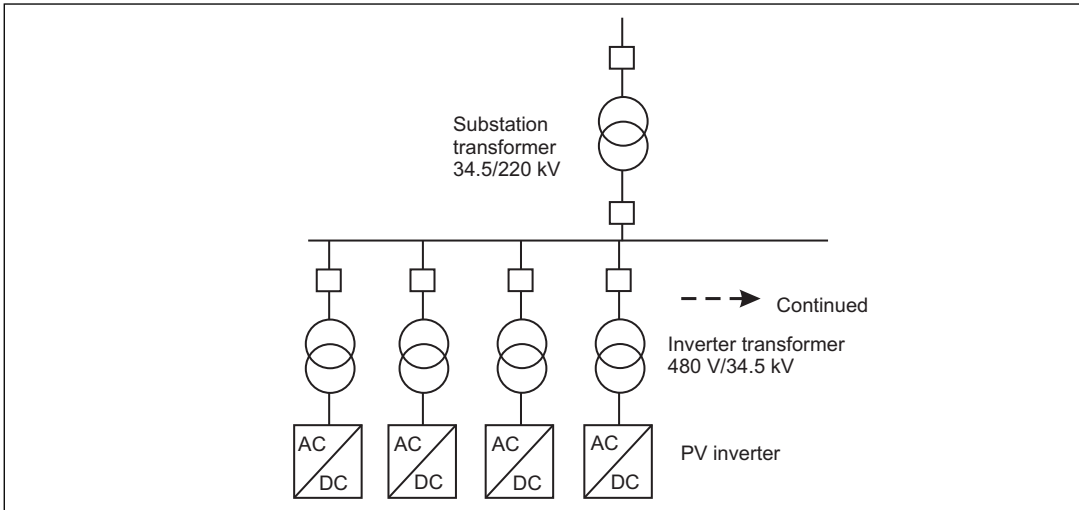 Substation
transformer
34.5/220 kV
Continued
Inverter transformer
480 V/34.5 kV
AC
DC
AC
DC
AC
DC
AC
DC
PV inverter